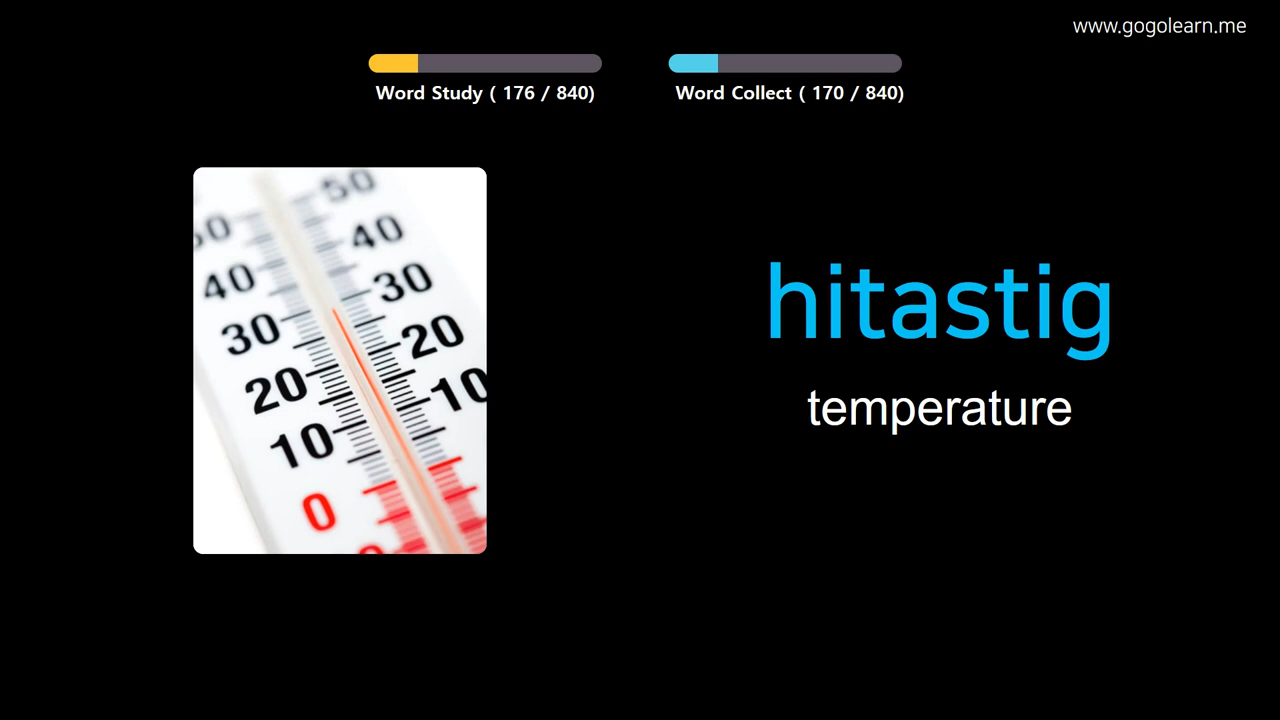 www.gogolearn.me
Word Study ( 176 / 840)
Word Collect ( 170 / 840)
50
50
40
40
30
30
20
20
10
10
0
hitastig
temperature